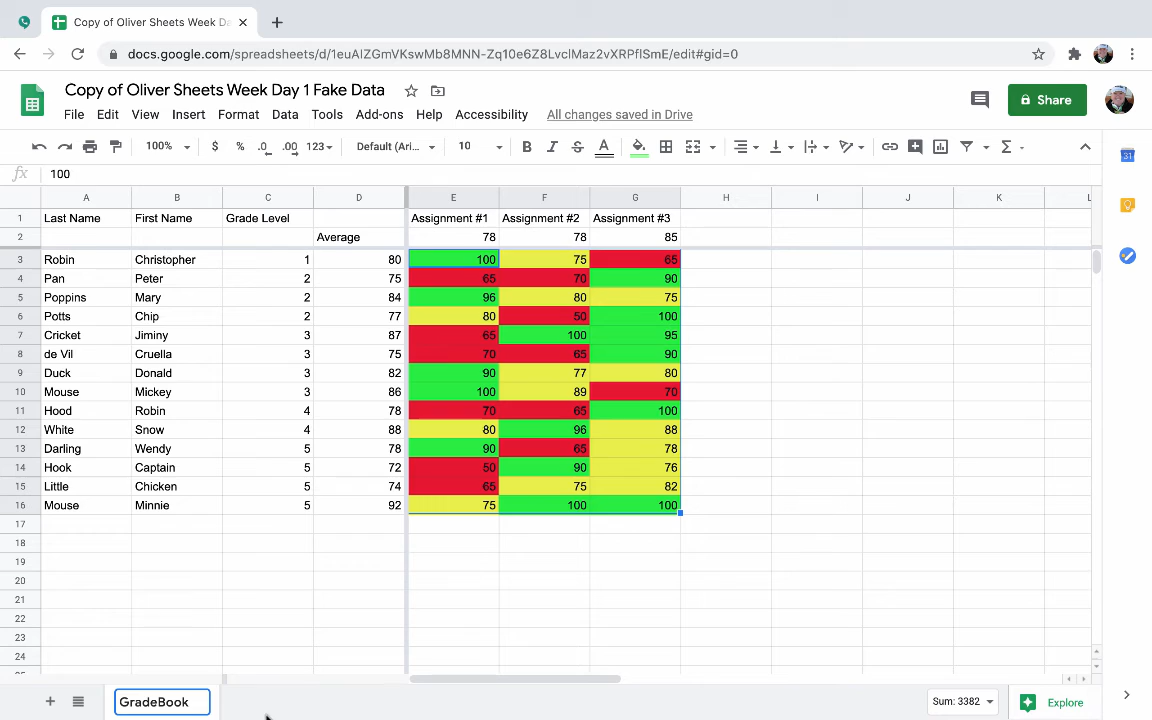 Copy of Oliver Sheets Week Da
docs.google.com/spreadsheets/d/1euAIZGmVKswMb8MNN-Zq10e6Z8LvclMaz2vXRPflSmE/edit#gid=0
Copy of Oliver Sheets Week Day 1 Fake Data
Share
File Edit View Insert Format Data Tools Add-ons Help Accessibility All changes saved in Drive
100% $ % .0 .00 123 Default (Ari... 10 B I S A
fx 100
31
A B C D E F G H I J K L
1 Last Name First Name Grade Level Assignment #1 Assignment #2 Assignment #3
2 Average 78 78 85
3 Robin Christopher 1 80 100 75 65
4 Pan Peter 2 75 65 70 90
5 Poppins Mary 2 84 96 80 75
6 Potts Chip 2 77 80 50 100
7 Cricket Jiminy 3 87 65 100 95
8 de Vil Cruella 3 75 70 65 90
9 Duck Donald 3 82 90 77 80
10 Mouse Mickey 3 86 100 89 70
11 Hood Robin 4 78 70 65 100
12 White Snow 4 88 80 96 88
13 Darling Wendy 5 78 90 65 78
14 Hook Captain 5 72 50 90 76
15 Little Chicken 5 74 65 75 82
16 Mouse Minnie 5 92 75 100 100
17
18
19
20
21
22
23
24
GradeBook Sum: 3382 Explore